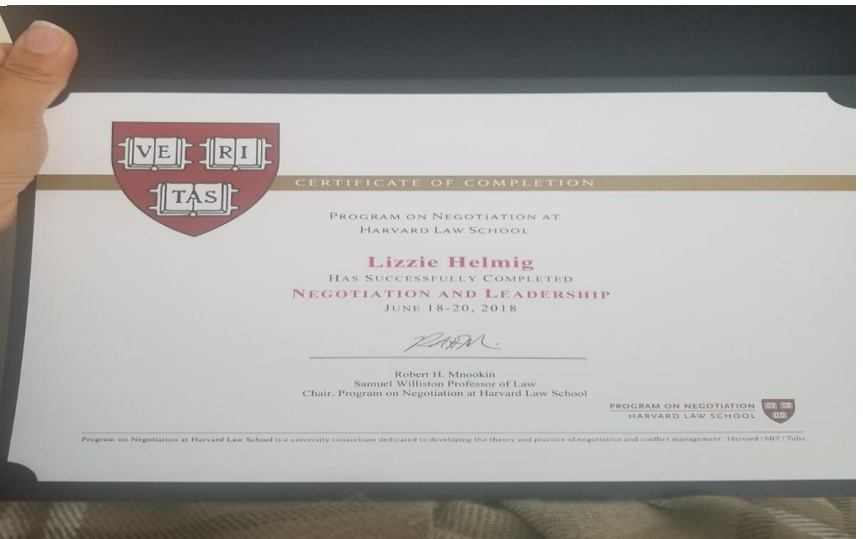 VE RI
TAS
CERTIFICATE OF COMPLETION
PROGRAM ON NEGOTIATION AT
HARVARD LAW SCHOOL
Lizzie Helmig
HAS SUCCESSFULLY COMPLETED
NEGOTIATION AND LEADERSHIP
JUNE 18-20, 2018
Robert H. Mnookin
Samuel Williston Professor of Law
Chair, Program on Negotiation at Harvard Law School
PROGRAM ON NEGOTIATION
HARVARD LAW SCHOOL
Program on Negotiation at Harvard Law School is a university consortium dedicated to developing the theory and practice of negotiation and conflict management. Harvard | MIT | Tufts